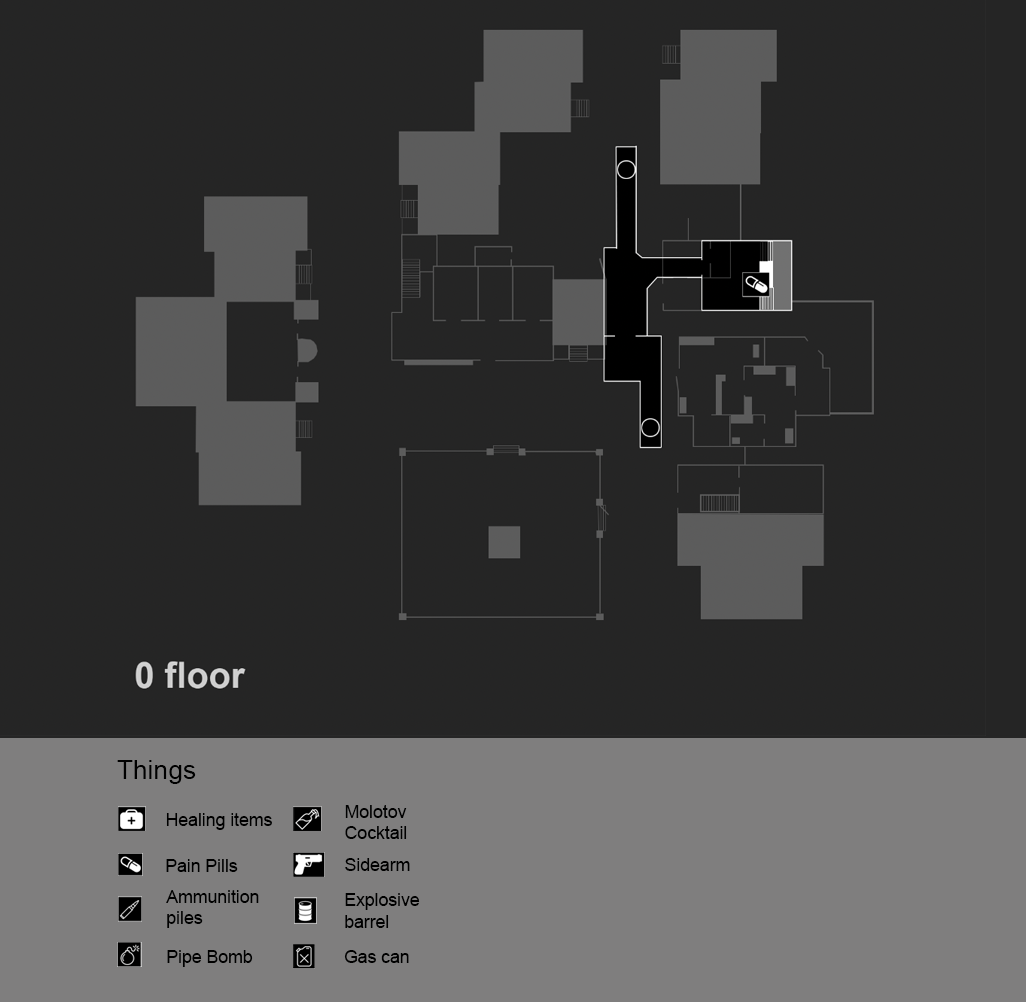 0 floor
Things
Healing items
Molotov
Cocktail
Pain Pills
Sidearm
Ammunition
piles
Explosive
barrel
Pipe Bomb
Gas can